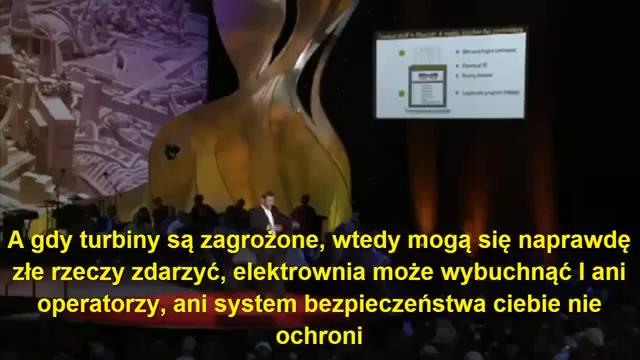 A gdy turbiny są zagrożone, wtedy mogą się naprawdę
złe rzeczy zdarzyć, elektrownia może wybuchnąć I ani
operatorzy, ani system bezpieczeństwa ciebie nie
ochroni